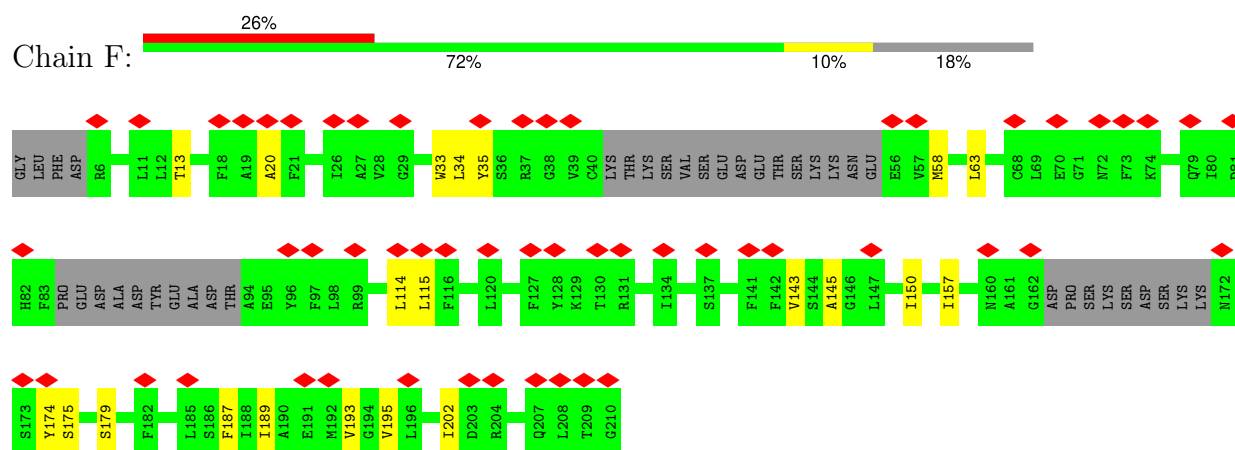 26%
Chain F:
72% 10% 18%
GLY LEU PHE ASP R6 L11 L12 T13 F18 A19 A20 F21 I26 A27 V28 G29 W33 L34 Y35 S36 R37 G38 V39 C40 LYS THR LYS SER VAL SER GLY ASP GLU THR SER LYS LYS ASN GLU E56 V57 M58 L63 C68 L69 E70 G71 N72 F73 K74 Q79 I80
H82 F83 PRO GLU ASP ALA ASP TYR GLU ALA ASP THR A94 E95 Y96 F97 L98 R99 L114 L115 F116 L120 F127 Y128 K129 T130 R131 I134 S137 F141 F142 V143 S144 A145 G146 L147 I150 I157 N160 A161 G162 ASP PRO SER LYS SER ASP SER LYS LYS N172
S173 Y174 S175 S179 F182 L185 S186 F187 I188 I189 A190 E191 M192 V193 G194 V195 L196 I202 D203 R204 Q207 L208 T209 G210